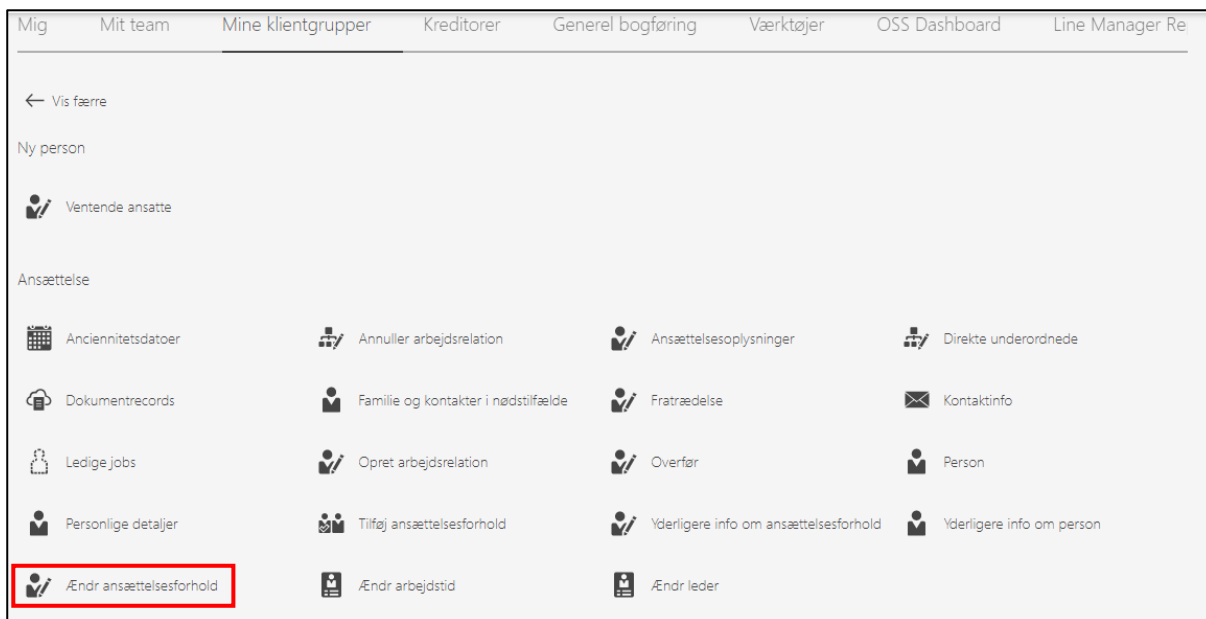 Mig Mit team Mine klientgrupper Kreditorer Generel bogføring Værktøjer OSS Dashboard Line Manager Re
Vis færre
Ny person
Ventende ansatte
Ansættelse
Anciennitetsdatoer Annuller arbejdsrelation Ansættelsesoplysninger Direkte underordnede
Dokumentrecords Familie og kontakter i nødstilfælde Fratrædelse Kontaktinfo
Ledige jobs Opret arbejdsrelation Overfør Person
Personlige detaljer Tilføj ansættelsesforhold Yderligere info om ansættelsesforhold Yderligere info om person
Ændr ansættelsesforhold Ændr arbejdstid Ændr leder